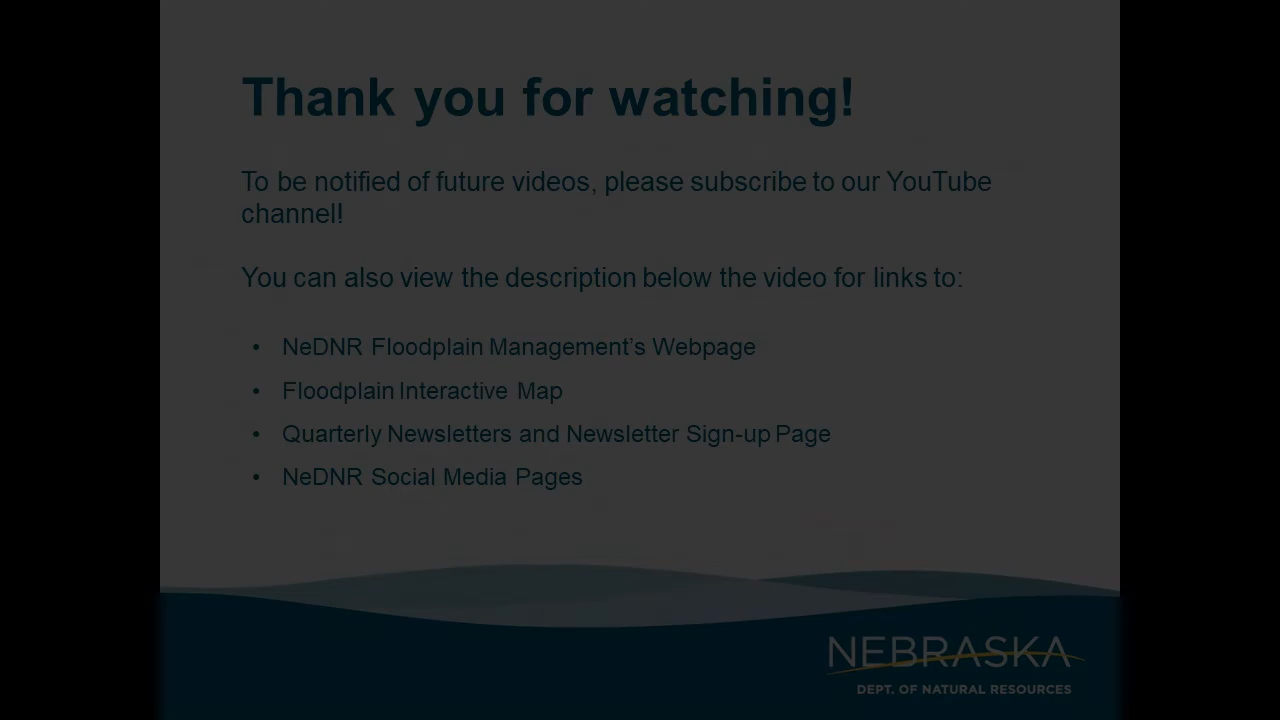 Thank you for watching!
To be notified of future videos, please subscribe to our YouTube
channel!
You can also view the description below the video for links to:
• NeDNR Floodplain Management’s Webpage
• Floodplain Interactive Map
• Quarterly Newsletters and Newsletter Sign-up Page
• NeDNR Social Media Pages
NEBRASKA
DEPT. OF NATURAL RESOURCES